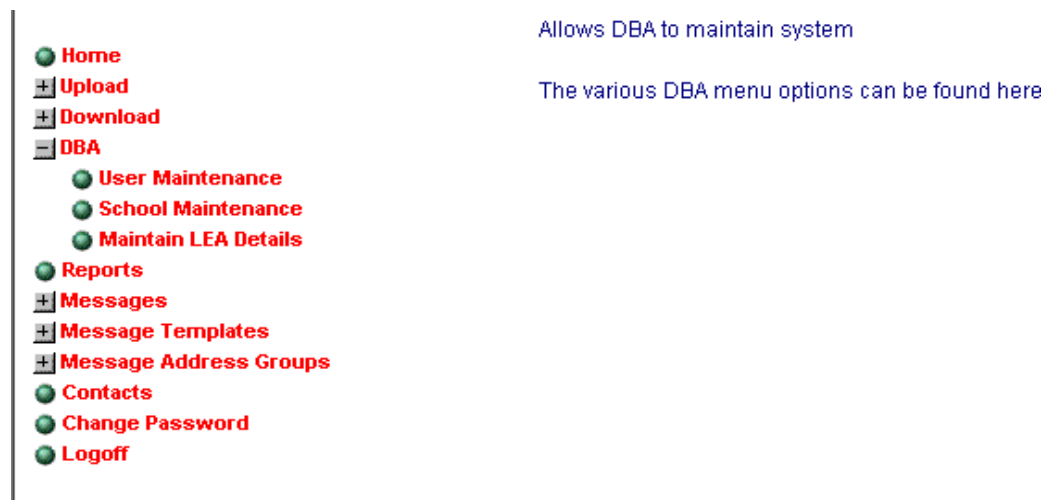 Allows DBA to maintain system
The various DBA menu options can be found here
Home
Upload
Download
DBA
User Maintenance
School Maintenance
Maintain LEA Details
Reports
Messages
Message Templates
Message Address Groups
Contacts
Change Password
Logoff